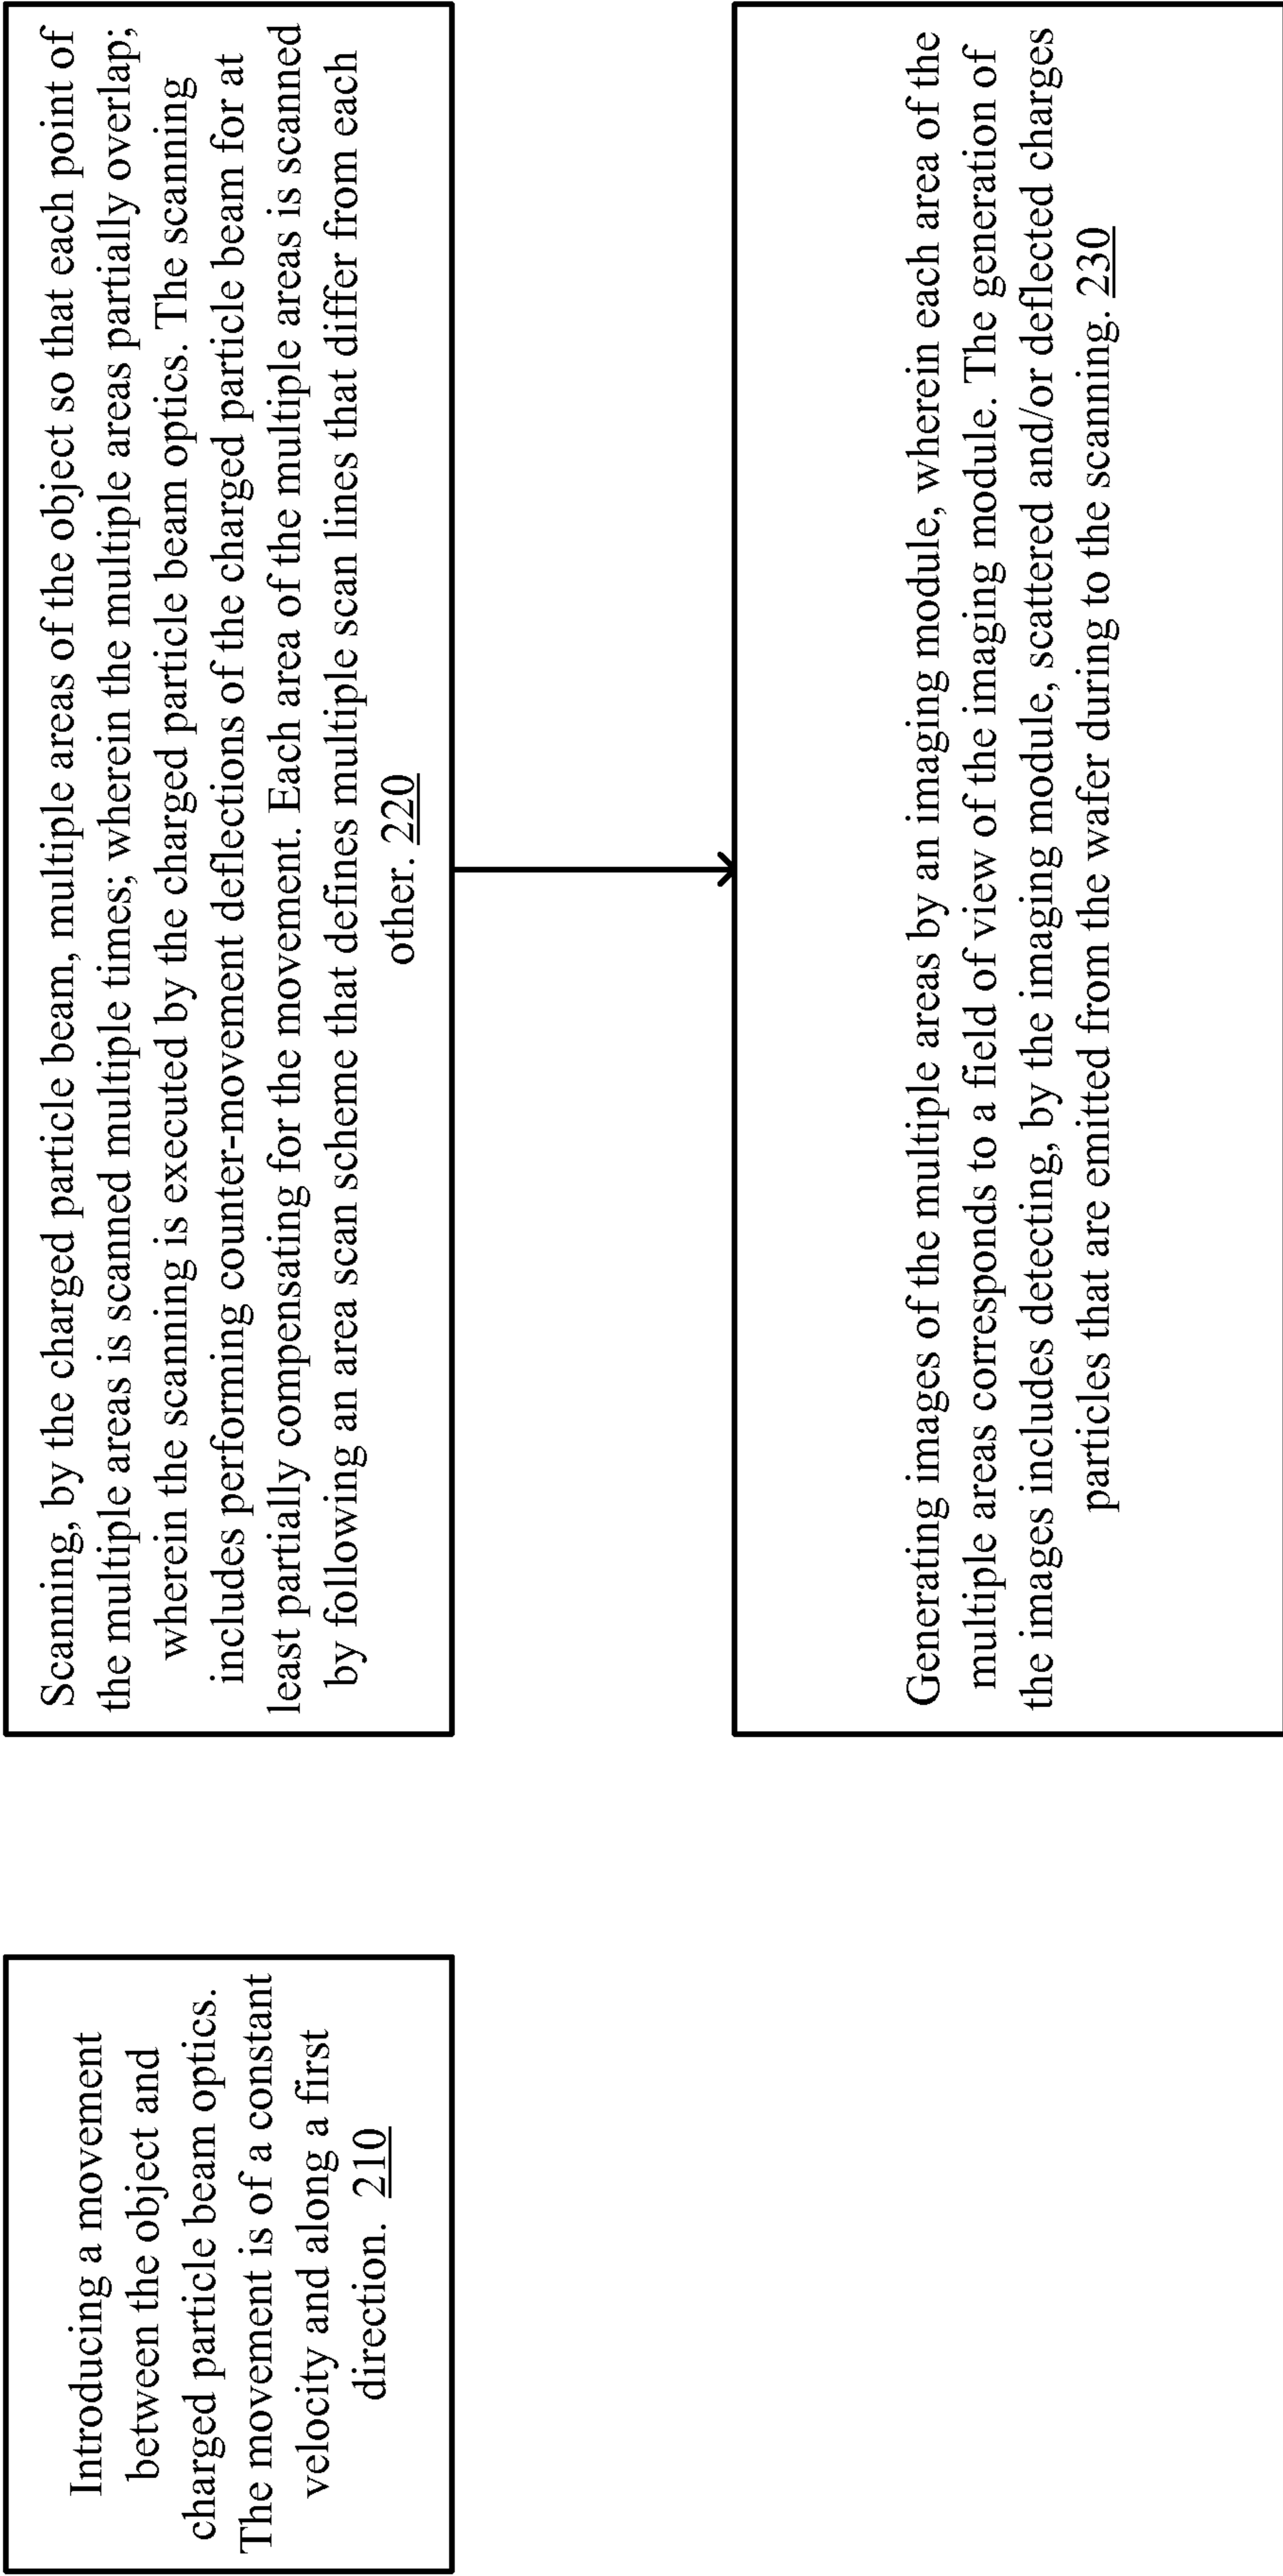 Introducing a movement
between the object and
charged particle beam optics.
The movement is of a constant
velocity and along a first
direction. 210
Scanning, by the charged particle beam, multiple areas of the object so that each point of
the multiple areas is scanned multiple times; wherein the multiple areas partially overlap;
wherein the scanning is executed by the charged particle beam optics. The scanning
includes performing counter-movement deflections of the charged particle beam for at
least partially compensating for the movement. Each area of the multiple areas is scanned
by following an area scan scheme that defines multiple scan lines that differ from each
other. 220
Generating images of the multiple areas by an imaging module, wherein each area of the
multiple areas corresponds to a field of view of the imaging module. The generation of
the images includes detecting, by the imaging module, scattered and/or deflected charges
particles that are emitted from the wafer during to the scanning. 230